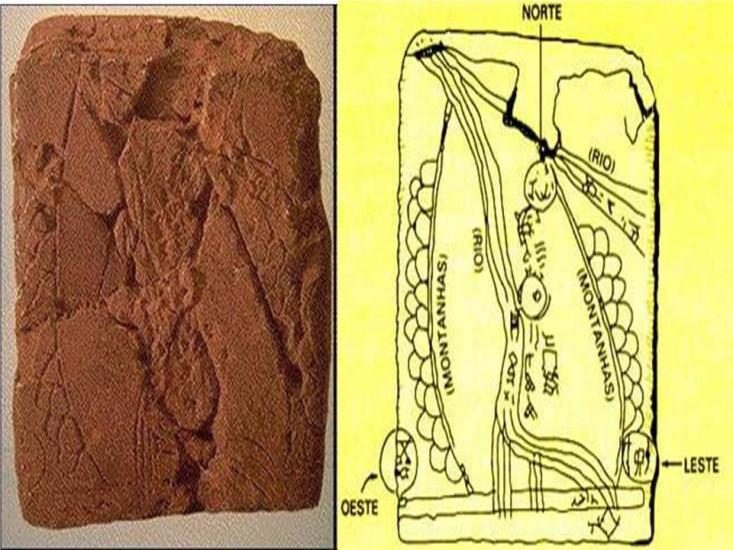 NORTE
(RIO)
(RIO)
(MONTANHAS)
(MONTANHAS)
OESTE
LESTE